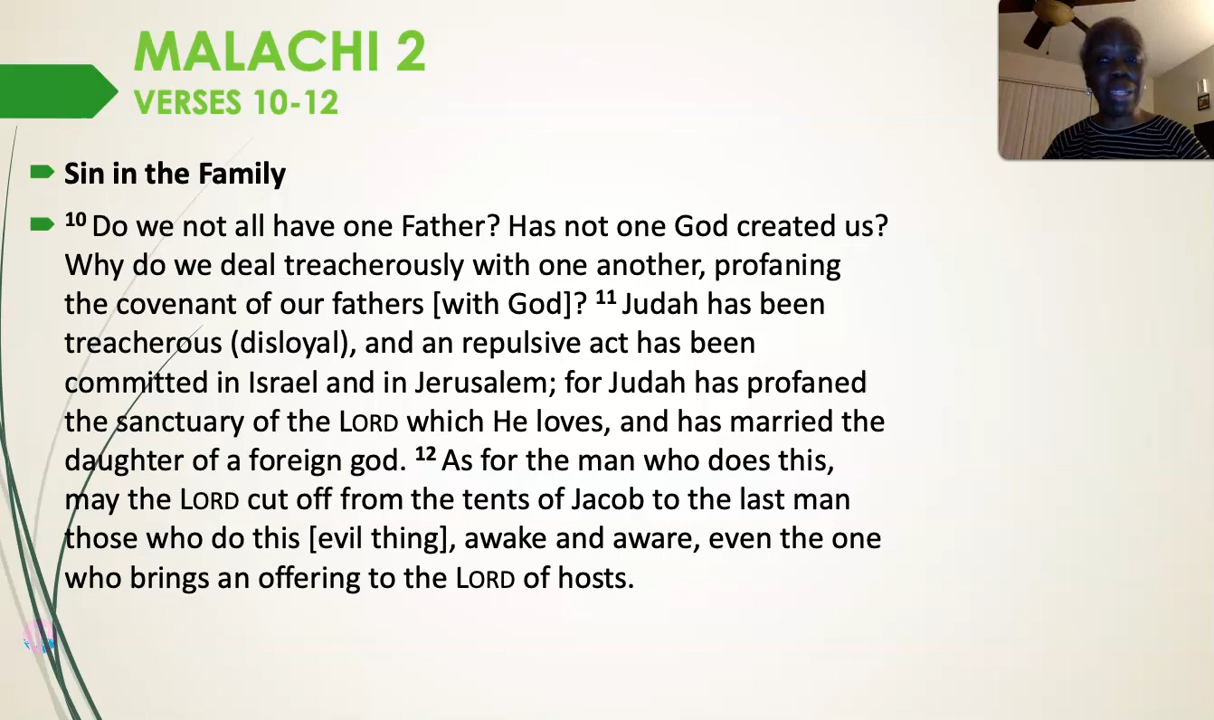 MALACHI 2
VERSES 10-12
Sin in the Family
10 Do we not all have one Father? Has not one God created us?
Why do we deal treacherously with one another, profaning
the covenant of our fathers [with God]? 11 Judah has been
treacherous (disloyal), and an repulsive act has been
committed in Israel and in Jerusalem; for Judah has profaned
the sanctuary of the LORD which He loves, and has married the
daughter of a foreign god. 12 As for the man who does this,
may the LORD cut off from the tents of Jacob to the last man
those who do this [evil thing], awake and aware, even the one
who brings an offering to the LORD of hosts.